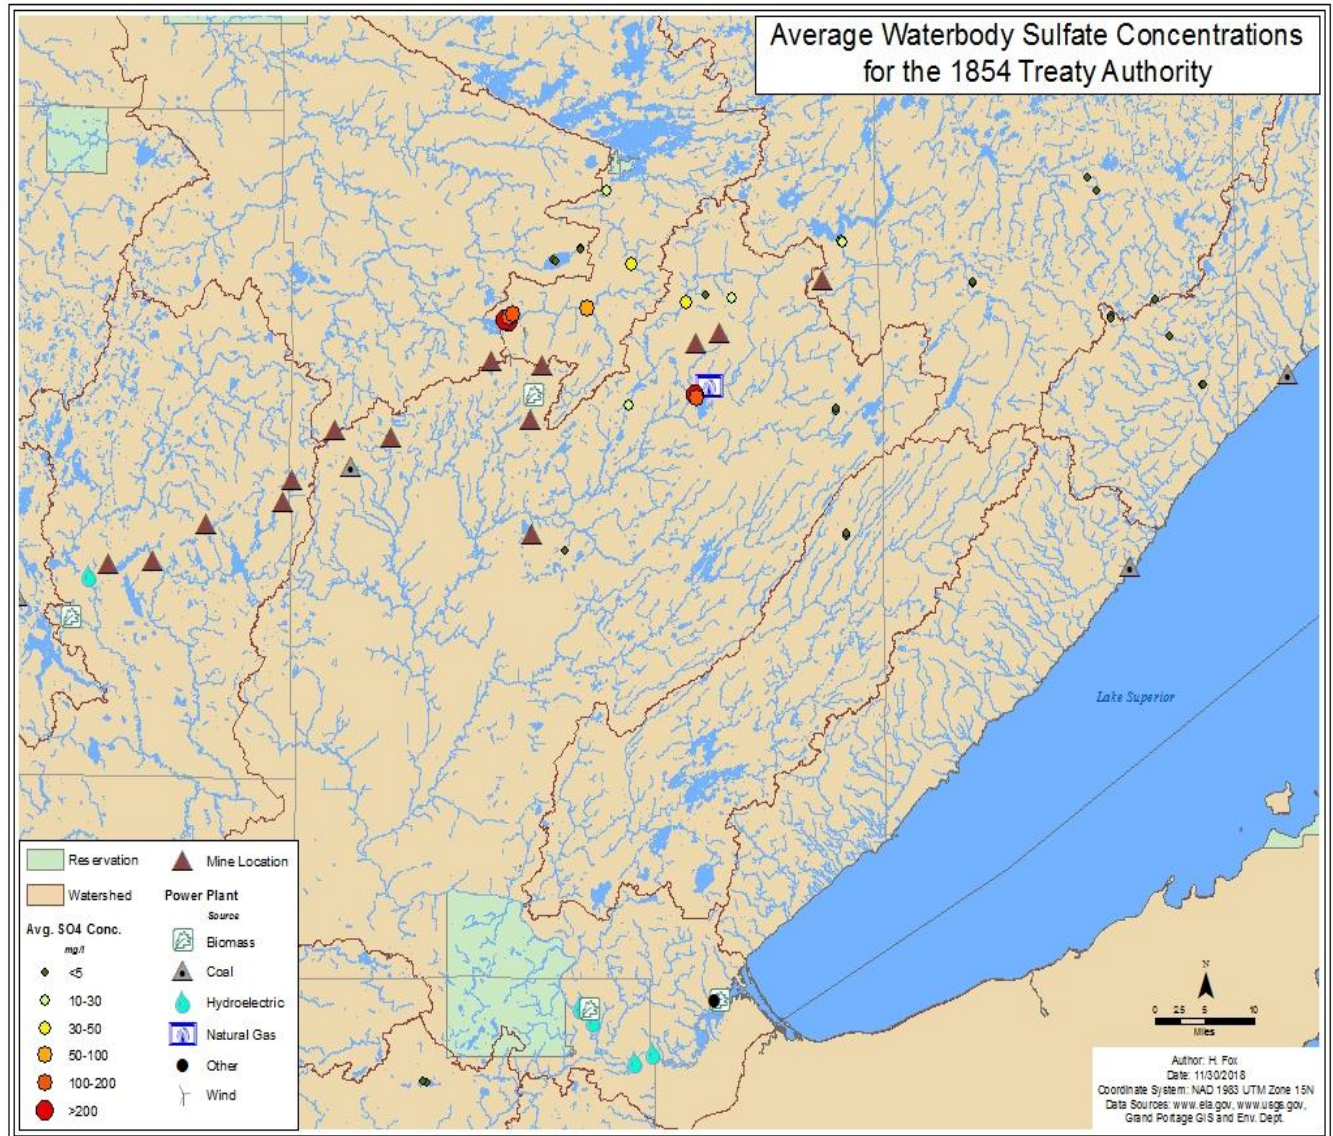 Average Waterbody Sulfate Concentrations
for the 1854 Treaty Authority
Lake Superior
Reservation
Watershed
Avg. SO4 Conc.
mg/l
<5
10-30
30-50
50-100
100-200
>200
Mine Location
Power Plant
Source
Biomass
Coal
Hydroelectric
Natural Gas
Other
Wind
N
0 2.5 5 10
Miles
Author: H. Fox
Date: 11/30/2018
Coordinate System: NAD 1983 UTM Zone 15N
Data Sources: www.eia.gov, www.usgs.gov,
Grand Portage GIS and Env. Dept.